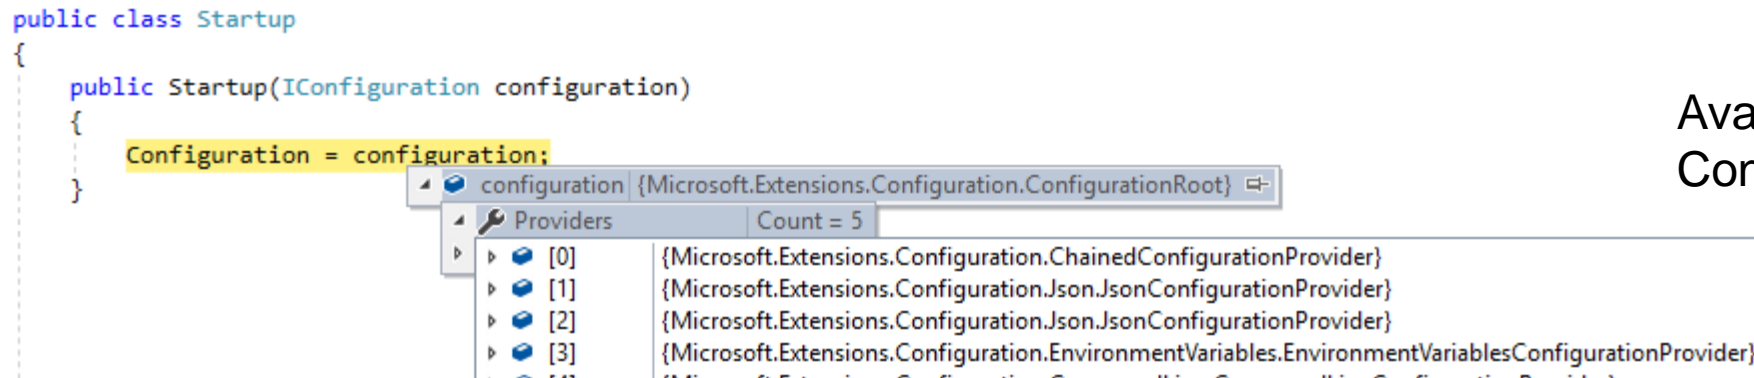 public class Startup
{
public Startup(IConfiguration configuration)
{
Configuration = configuration;
}
configuration {Microsoft.Extensions.Configuration.ConfigurationRoot}
Providers Count = 5
[0] {Microsoft.Extensions.Configuration.ChainedConfigurationProvider}
[1] {Microsoft.Extensions.Configuration.Json.JsonConfigurationProvider}
[2] {Microsoft.Extensions.Configuration.Json.JsonConfigurationProvider}
[3] {Microsoft.Extensions.Configuration.EnvironmentVariables.EnvironmentVariablesConfigurationProvider}
Ava
Con